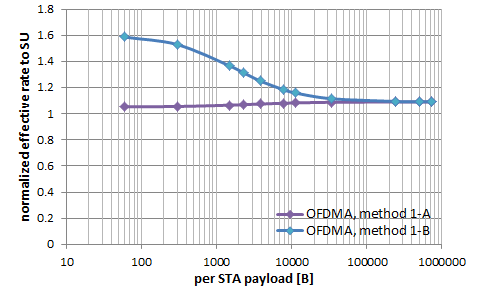 1.8
1.6
1.4
1.2
1
0.8
0.6
0.4
0.2
0
normalized effective rate to SU
OFDMA, method 1-A
OFDMA, method 1-B
10 100 1000 10000 100000 1000000
per STA payload [B]